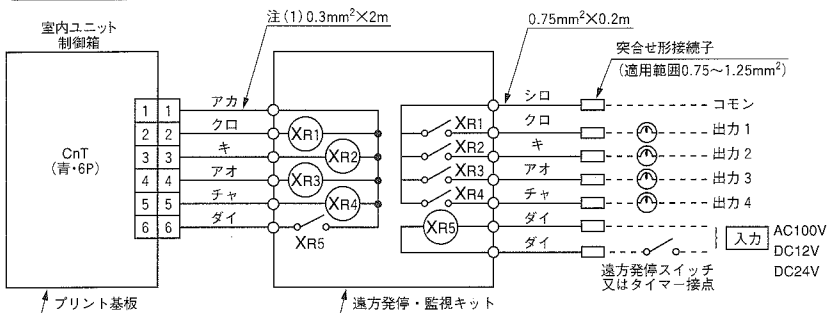 注(1)0.3mm²×2m
0.75mm²×0.2m
室内ユニット
制御箱
突合せ形接続子
(適用範囲0.75～1.25mm²)
CnT
(青・6P)
1 1 アカ
2 2 クロ XR1
3 3 キ XR2
4 4 アオ XR3
5 5 チャ XR4
6 6 ダイ XR5
シロ コモン
XR1 クロ 出力1
XR2 キ 出力2
XR3 アオ 出力3
XR4 チャ 出力4
XR5 ダイ
ダイ
入力 AC100V
DC12V
DC24V
遠方発停スイッチ
又はタイマー接点
プリント基板
遠方発停・監視キット